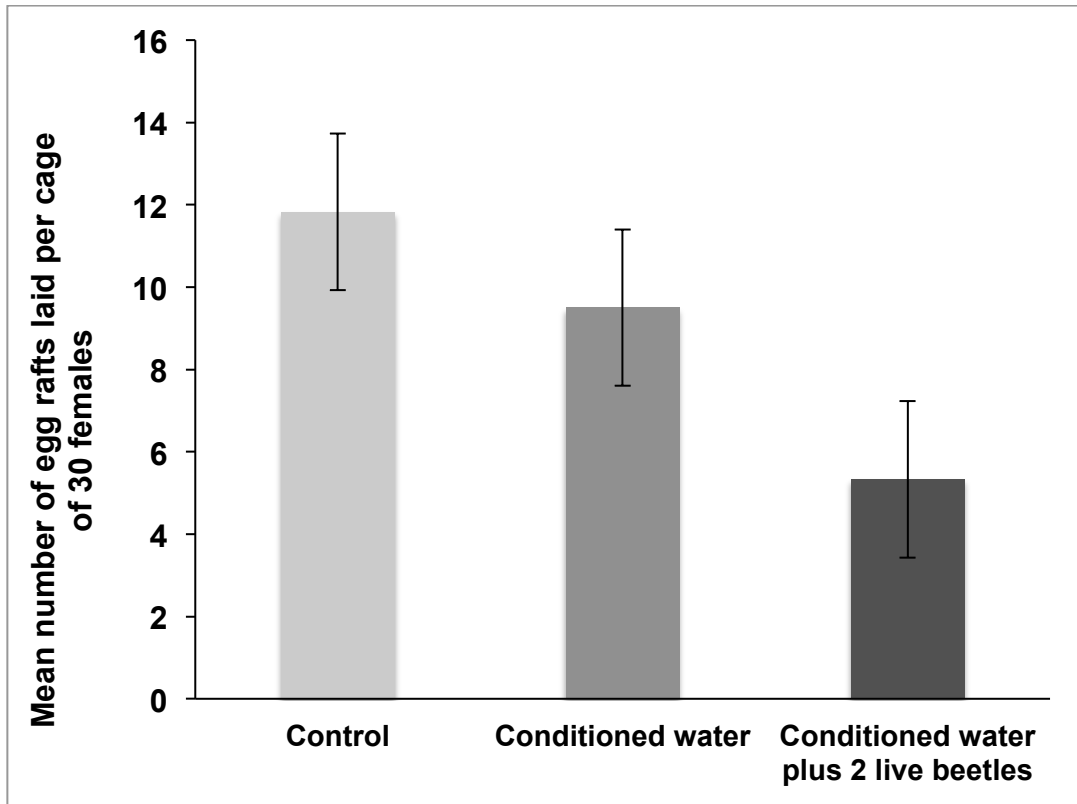 Mean number of egg rafts laid per cage
of 30 females
16
14
12
10
8
6
4
2
0
Control
Conditioned water
Conditioned water
plus 2 live beetles